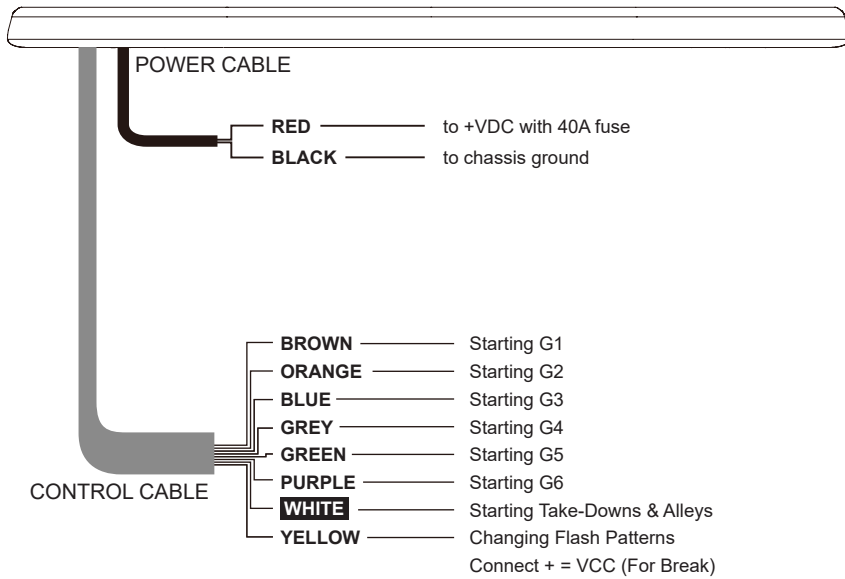 POWER CABLE
RED to +VDC with 40A fuse
BLACK to chassis ground
BROWN Starting G1
ORANGE Starting G2
BLUE Starting G3
GREY Starting G4
GREEN Starting G5
PURPLE Starting G6
CONTROL CABLE
WHITE Starting Take-Downs & Alleys
YELLOW Changing Flash Patterns
Connect + = VCC (For Break)